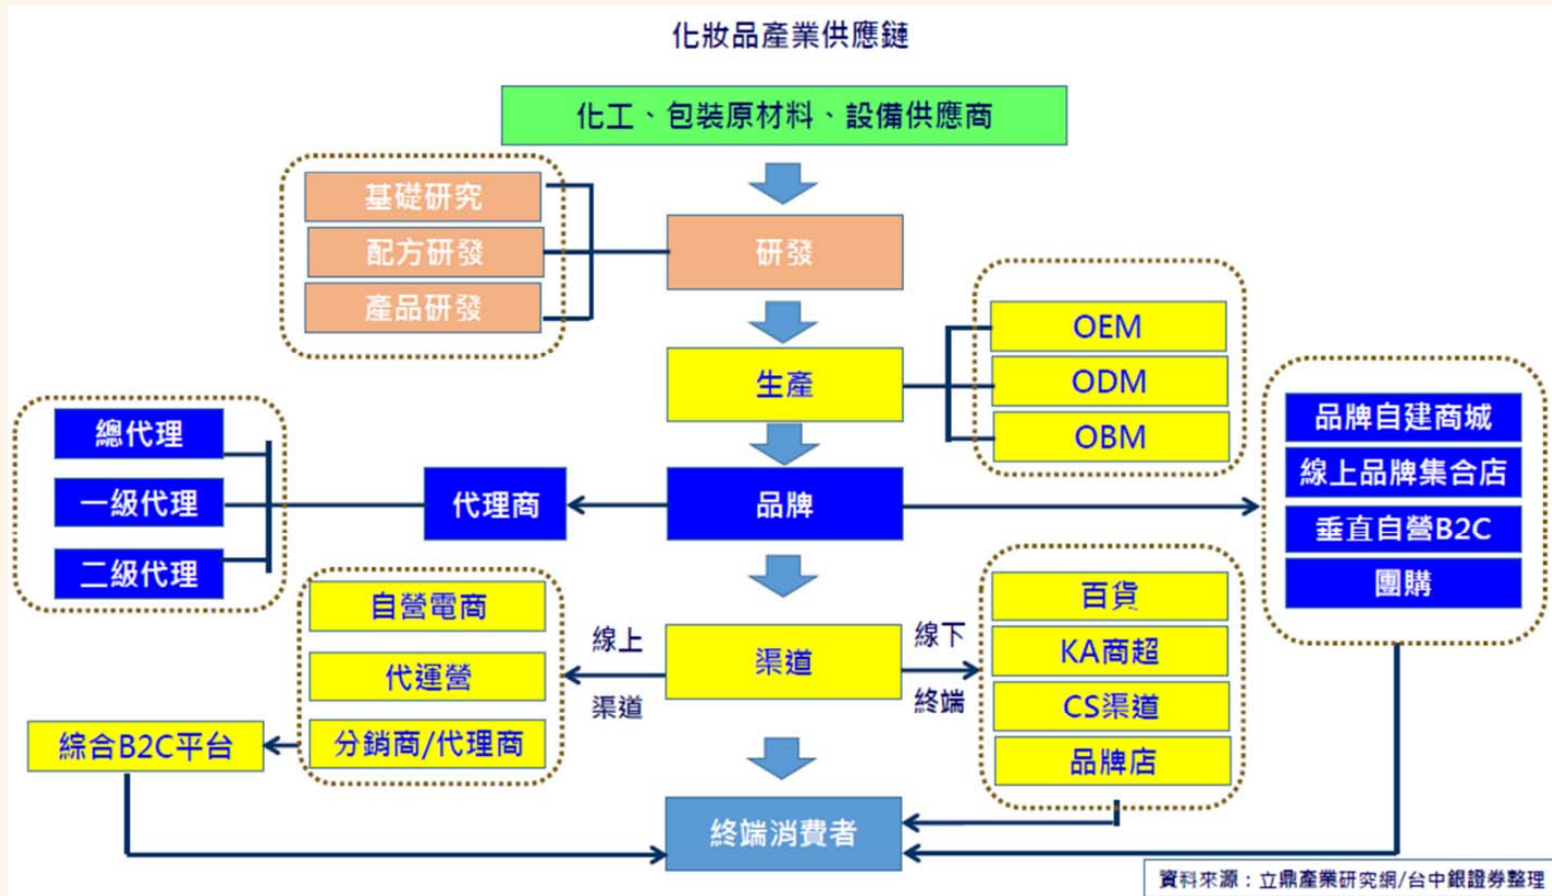 化妝品產業供應鏈
化工、包裝原材料、設備供應商
基礎研究
配方研發
產品研發
研發
生產
OEM
ODM
OBM
總代理
一級代理
二級代理
代理商
品牌
品牌自建商城
線上品牌集合店
垂直自營B2C
團購
自營電商
代運營
分銷商/代理商
綜合B2C平台
線上
渠道
渠道
線下
終端
百貨
KA商超
CS渠道
品牌店
終端消費者
資料來源：立鼎產業研究網/台中銀證券整理